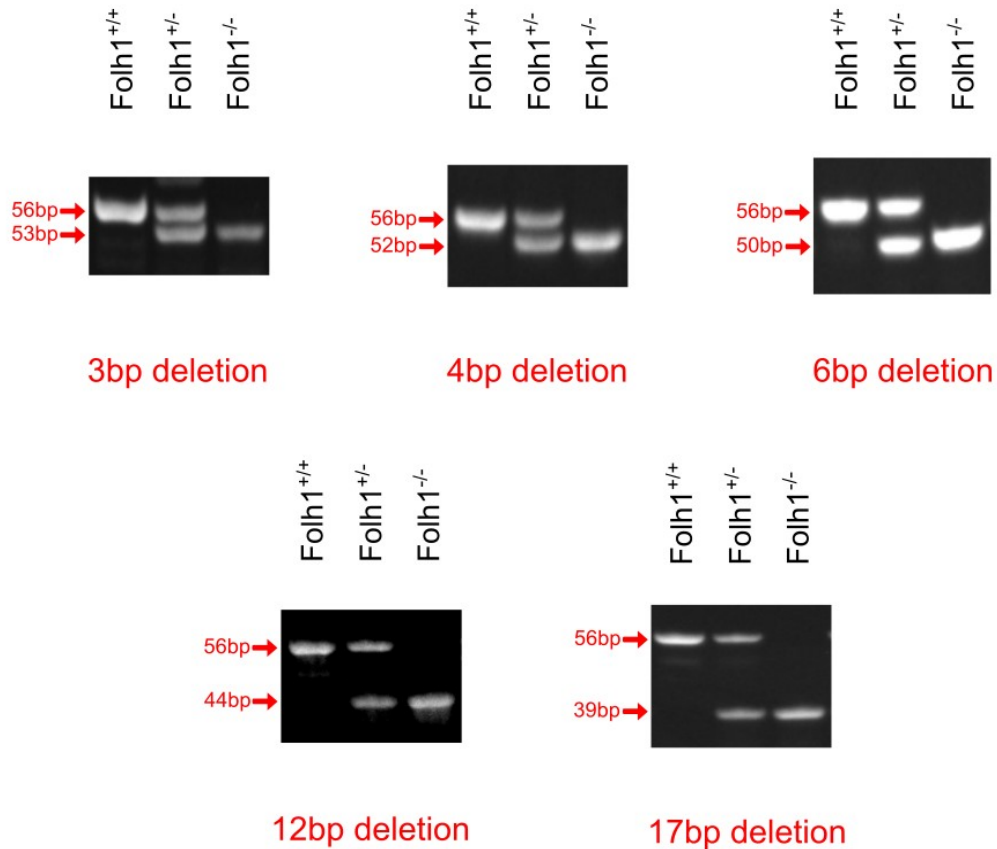 Folh1+/+ Folh1+/- Folh1-/-
56bp
53bp
3bp deletion
Folh1+/+ Folh1+/- Folh1-/-
56bp
52bp
4bp deletion
Folh1+/+ Folh1+/- Folh1-/-
56bp
50bp
6bp deletion
Folh1+/+ Folh1+/- Folh1-/-
56bp
44bp
12bp deletion
Folh1+/+ Folh1+/- Folh1-/-
56bp
39bp
17bp deletion